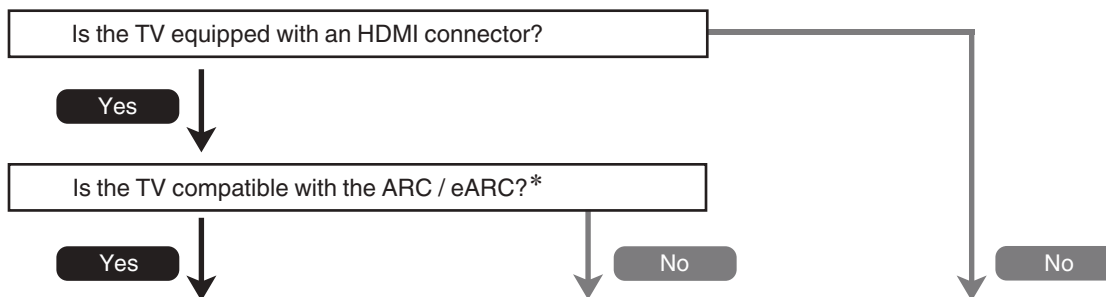 Is the TV equipped with an HDMI connector?
Yes
Is the TV compatible with the ARC / eARC?*
Yes
No
No